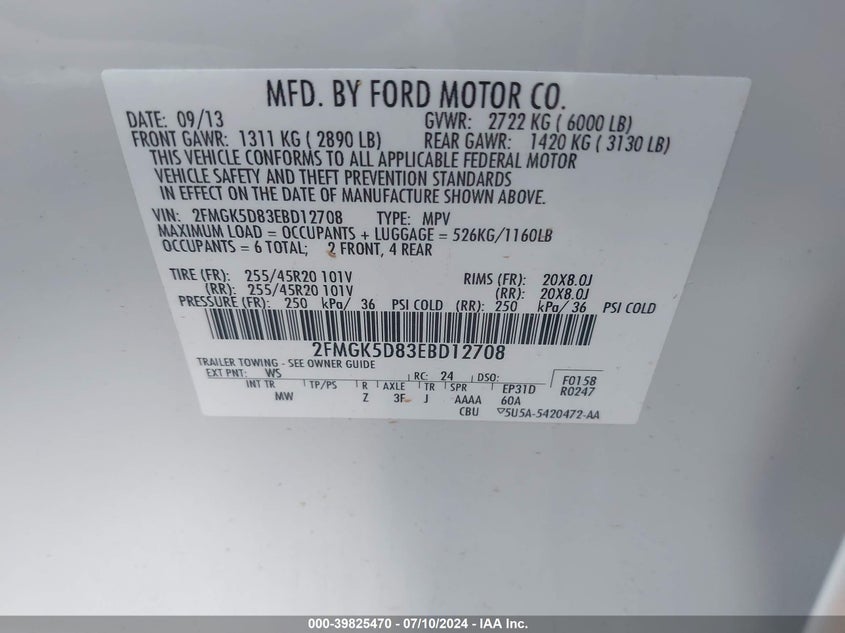 MFD. BY FORD MOTOR CO.
DATE: 09/13 GVWR: 2722 KG ( 6000 LB)
FRONT GAWR: 1311 KG ( 2890 LB) REAR GAWR: 1420 KG ( 3130 LB)
THIS VEHICLE CONFORMS TO ALL APPLICABLE FEDERAL MOTOR
VEHICLE SAFETY AND THEFT PREVENTION STANDARDS
IN EFFECT ON THE DATE OF MANUFACTURE SHOWN ABOVE.
VIN: 2FMGK5D83EBD12708 TYPE: MPV
MAXIMUM LOAD = OCCUPANTS + LUGGAGE = 526KG/1160LB
OCCUPANTS = 6 TOTAL; 2 FRONT, 4 REAR
TIRE (FR): 255/45R20 101V RIMS (FR): 20X8.0J
(RR): 255/45R20 101V (RR): 20X8.0J
PRESSURE (FR): 250 kPa/ 36 PSI COLD (RR): 250 kPa/ 36 PSI COLD
2FMGK5D83EBD12708
TRAILER TOWING - SEE OWNER GUIDE
EXT PNT: WS RC: 24 DSO: F0158
INT TR TP/PS R AXLE TR SPR EP31D R0247
MW Z 3F J AAAA 60A
CBU 5U5A-5420472-AA
000-39825470 - 07/10/2024 - IAA Inc.